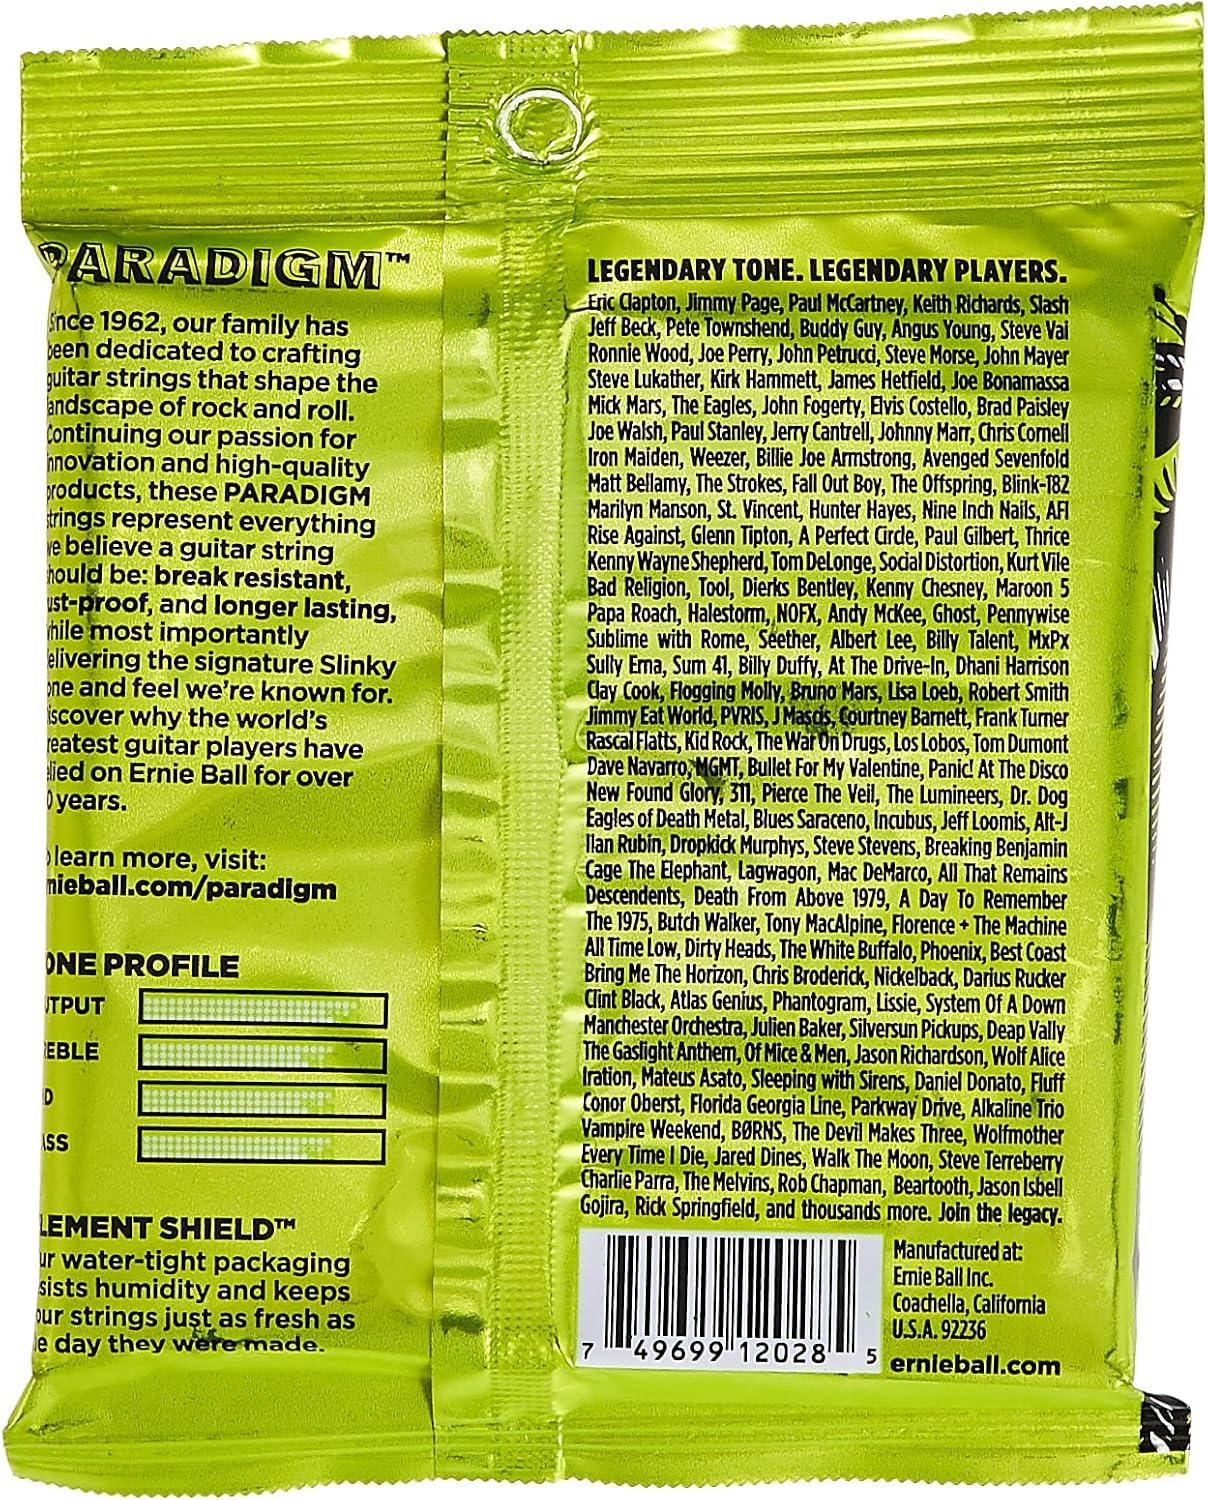 PARADIGM™
Since 1962, our family has
been dedicated to crafting
guitar strings that shape the
landscape of rock and roll.
Continuing our passion for
innovation and high-quality
products, these PARADIGM
strings represent everything
we believe a guitar string
should be: break resistant,
rust-proof, and longer lasting,
while most importantly
delivering the signature Slinky
tone and feel we're known for.
Discover why the world's
greatest guitar players have
relied on Ernie Ball for over
years.
To learn more, visit:
ernieball.com/paradigm
TONE PROFILE
OUTPUT
TREBLE
MID
BASS
ELEMENT SHIELD™
Our water-tight packaging
resists humidity and keeps
your strings just as fresh as
the day they were made.
LEGENDARY TONE. LEGENDARY PLAYERS.
Eric Clapton, Jimmy Page, Paul McCartney, Keith Richards, Slash
Jeff Beck, Pete Townshend, Buddy Guy, Angus Young, Steve Vai
Ronnie Wood, Joe Perry, John Petrucci, Steve Morse, John Mayer
Steve Lukather, Kirk Hammett, James Hetfield, Joe Bonamassa
Mick Mars, The Eagles, John Fogerty, Elvis Costello, Brad Paisley
Joe Walsh, Paul Stanley, Jerry Cantrell, Johnny Marr, Chris Cornell
Iron Maiden, Weezer, Billie Joe Armstrong, Avenged Sevenfold
Matt Bellamy, The Strokes, Fall Out Boy, The Offspring, Blink-182
Marilyn Manson, St. Vincent, Hunter Hayes, Nine Inch Nails, AFI
Rise Against, Glenn Tipton, A Perfect Circle, Paul Gilbert, Thrice
Kenny Wayne Shepherd, Tom DeLonge, Social Distortion, Kurt Vile
Bad Religion, Tool, Dierks Bentley, Kenny Chesney, Maroon 5
Papa Roach, Halestorm, NOFX, Andy McKee, Ghost, Pennywise
Sublime with Rome, Seether, Albert Lee, Billy Talent, MxPx
Sully Erna, Sum 41, Billy Duffy, At The Drive-In, Dhani Harrison
Clay Cook, Flogging Molly, Bruno Mars, Lisa Loeb, Robert Smith
Jimmy Eat World, PVRIS, J Mascis, Courtney Barnett, Frank Turner
Rascal Flatts, Kid Rock, The War On Drugs, Los Lobos, Tom Dumont
Dave Navarro, MGMT, Bullet For My Valentine, Panic! At The Disco
New Found Glory, 311, Pierce The Veil, The Lumineers, Dr. Dog
Eagles of Death Metal, Blues Saraceno, Incubus, Jeff Loomis, Alt-J
Ilan Rubin, Dropkick Murphys, Steve Stevens, Breaking Benjamin
Cage The Elephant, Lagwagon, Mac DeMarco, All That Remains
Descendents, Death From Above 1979, A Day To Remember
The 1975, Butch Walker, Tony MacAlpine, Florence + The Machine
All Time Low, Dirty Heads, The White Buffalo, Phoenix, Best Coast
Bring Me The Horizon, Chris Broderick, Nickelback, Darius Rucker
Clint Black, Atlas Genius, Phantogram, Lissie, System Of A Down
Manchester Orchestra, Julien Baker, Silversun Pickups, Deap Vally
The Gaslight Anthem, Of Mice & Men, Jason Richardson, Wolf Alice
Iration, Mateus Asato, Sleeping with Sirens, Daniel Donato, Fluff
Conor Oberst, Florida Georgia Line, Parkway Drive, Alkaline Trio
Vampire Weekend, BØRNS, The Devil Makes Three, Wolfmother
Every Time I Die, Jared Dines, Walk The Moon, Steve Terreberry
Charlie Parra, The Melvins, Rob Chapman, Beartooth, Jason Isbell
Gojira, Rick Springfield, and thousands more. Join the legacy.
7 49699 12028 5
Manufactured at:
Ernie Ball Inc.
Coachella, California
U.S.A. 92236
ernieball.com